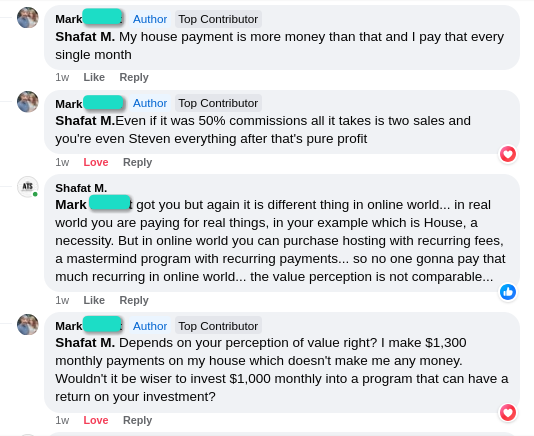 Mark Author Top Contributor
Shafat M. My house payment is more money than that and I pay that every
single month
1w Like Reply
Mark Author Top Contributor
Shafat M.Even if it was 50% commissions all it takes is two sales and
you're even Steven everything after that's pure profit
1w Love Reply
ATS
Shafat M.
Mark got you but again it is different thing in online world... in real
world you are paying for real things, in your example which is House, a
necessity. But in online world you can purchase hosting with recurring fees,
a mastermind program with recurring payments... so no one gonna pay that
much recurring in online world... the value perception is not comparable...
1w Like Reply
Mark Author Top Contributor
Shafat M. Depends on your perception of value right? I make $1,300
monthly payments on my house which doesn't make me any money.
Wouldn't it be wiser to invest $1,000 monthly into a program that can have a
return on your investment?
1w Love Reply